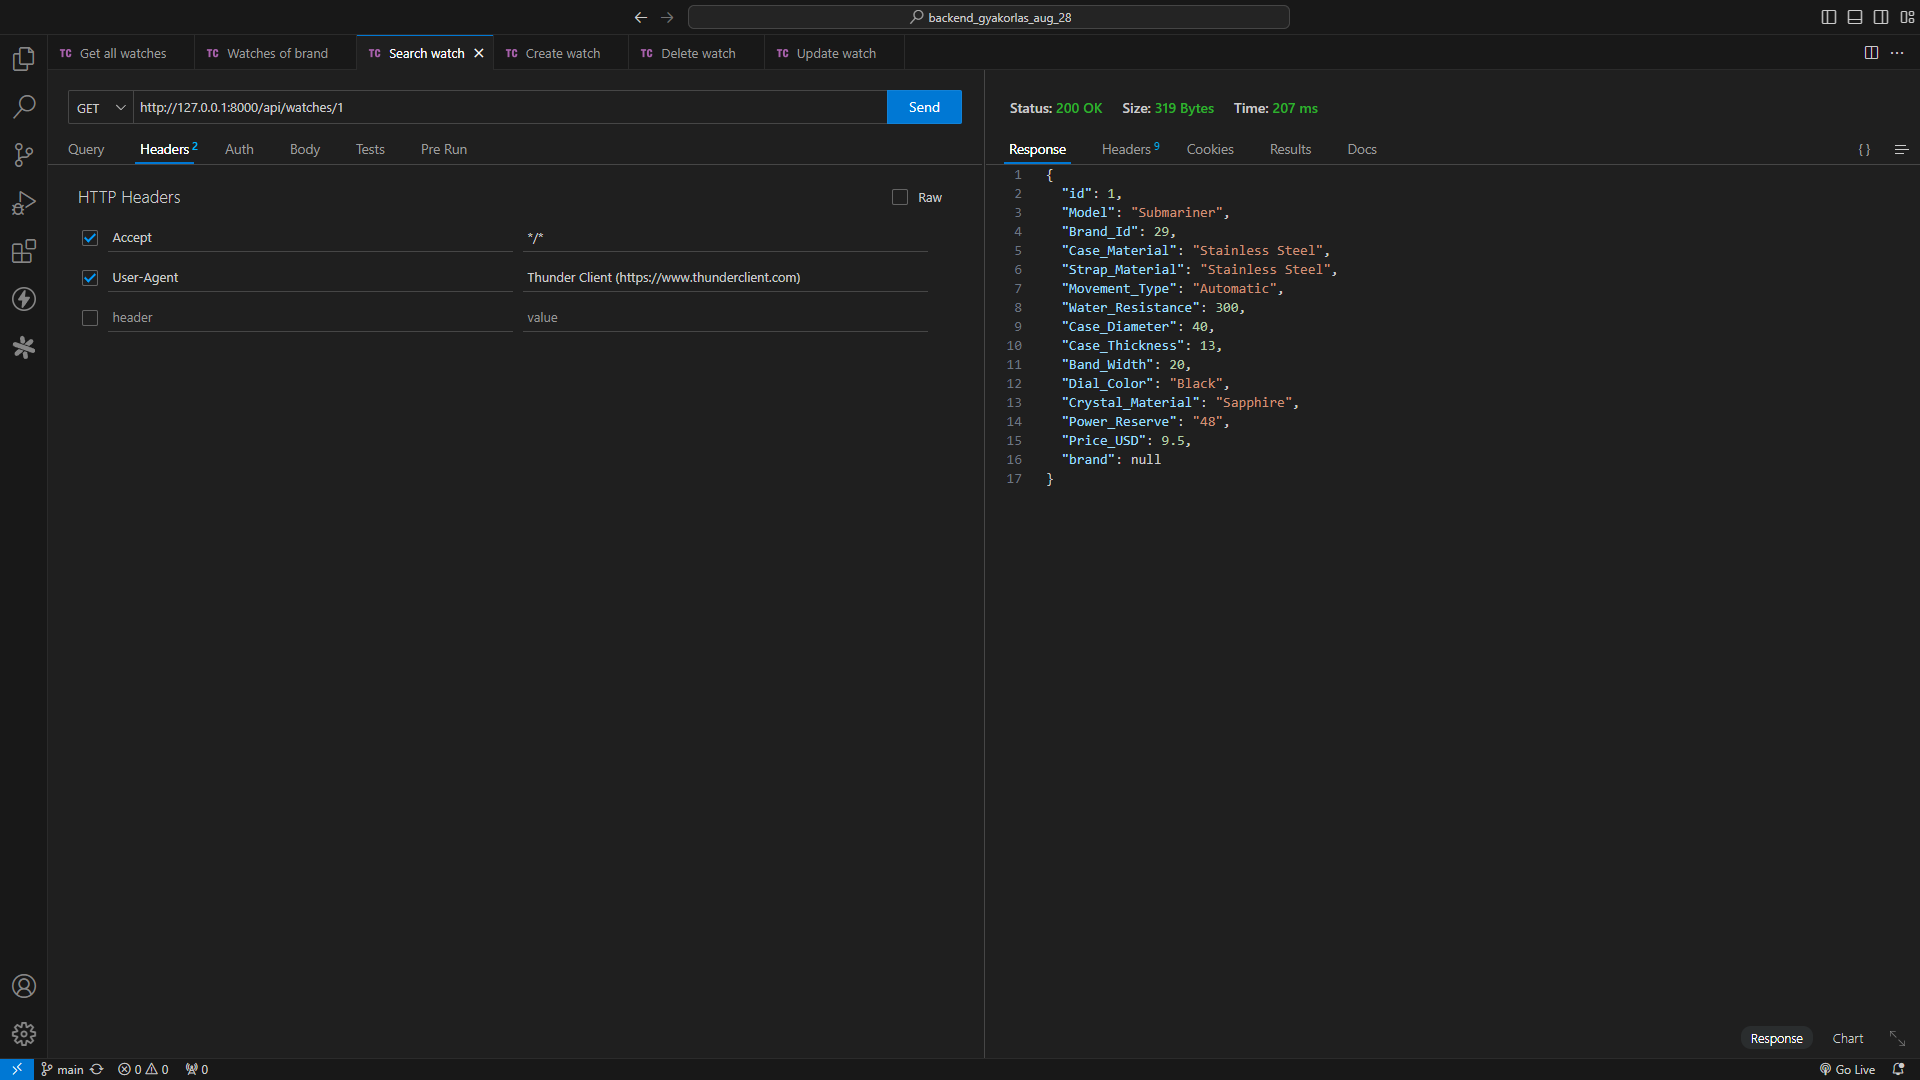 backend_gyakorlas_aug_28
TC Get all watches
TC Watches of brand
TC Search watch
TC Create watch
TC Delete watch
TC Update watch
GET
http://127.0.0.1:8000/api/watches/1
Send
Query
Headers 2
Auth
Body
Tests
Pre Run
HTTP Headers
Raw
Accept
*/*
User-Agent
Thunder Client (https://www.thunderclient.com)
header
value
Status: 200 OK
Size: 319 Bytes
Time: 207 ms
Response
Headers 9
Cookies
Results
Docs
{ }
1 {
2 "id": 1,
3 "Model": "Submariner",
4 "Brand_Id": 29,
5 "Case_Material": "Stainless Steel",
6 "Strap_Material": "Stainless Steel",
7 "Movement_Type": "Automatic",
8 "Water_Resistance": 300,
9 "Case_Diameter": 40,
10 "Case_Thickness": 13,
11 "Band_Width": 20,
12 "Dial_Color": "Black",
13 "Crystal_Material": "Sapphire",
14 "Power_Reserve": "48",
15 "Price_USD": 9.5,
16 "brand": null
17 }
Response
Chart
main
0
0
0
Go Live